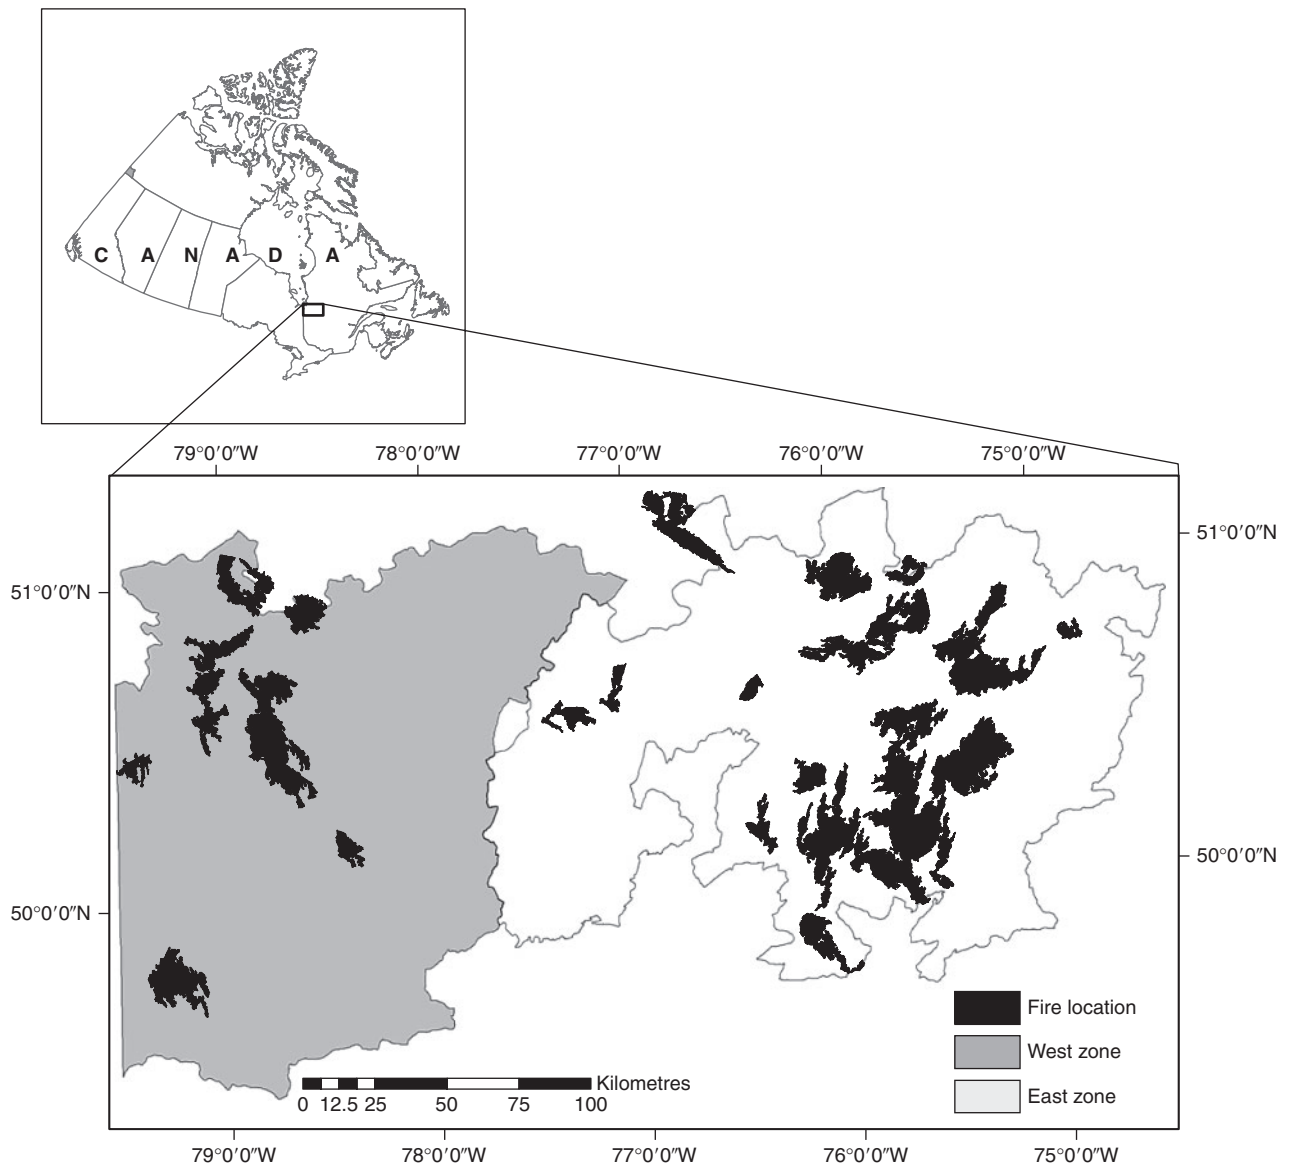 C A N A D A
79°0′0″W 78°0′0″W 77°0′0″W 76°0′0″W 75°0′0″W
51°0′0″N
51°0′0″N
50°0′0″N
50°0′0″N
Fire location
West zone
East zone
Kilometres
0 12.5 25 50 75 100
79°0′0″W 78°0′0″W 77°0′0″W 76°0′0″W 75°0′0″W